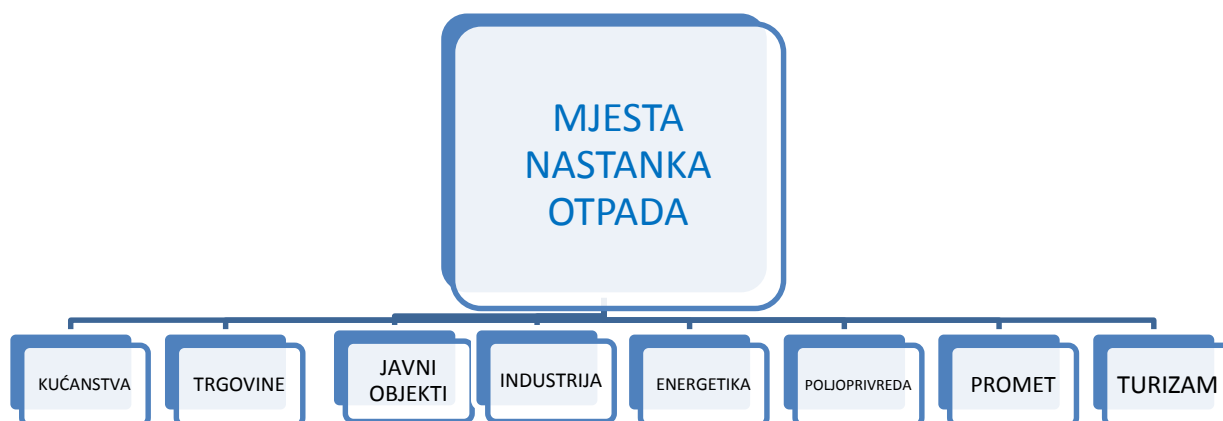 MJESTA
NASTANKA
OTPADA
KUĆANSTVA
TRGOVINE
JAVNI
OBJEKTI
INDUSTRIJA
ENERGETIKA
POLJOPRIVREDA
PROMET
TURIZAM